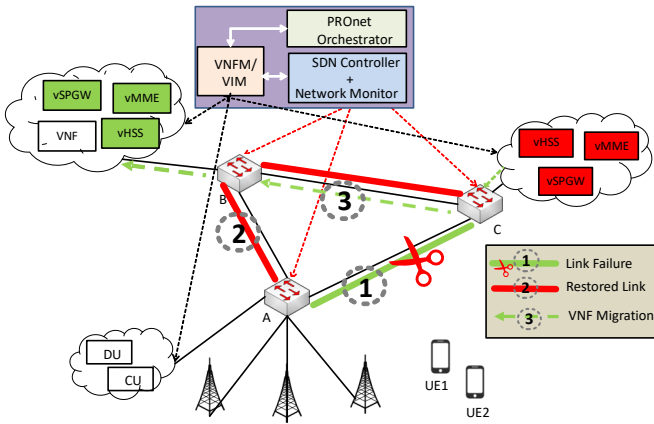 PROnet
Orchestrator
VNFM/
VIM
SDN Controller
+
Network Monitor
vSPGW
vMME
VNF
vHSS
vHSS
vMME
vSPGW
B
3
C
2
1
A
1
Link Failure
2
Restored Link
3
VNF Migration
DU
CU
UE1
UE2